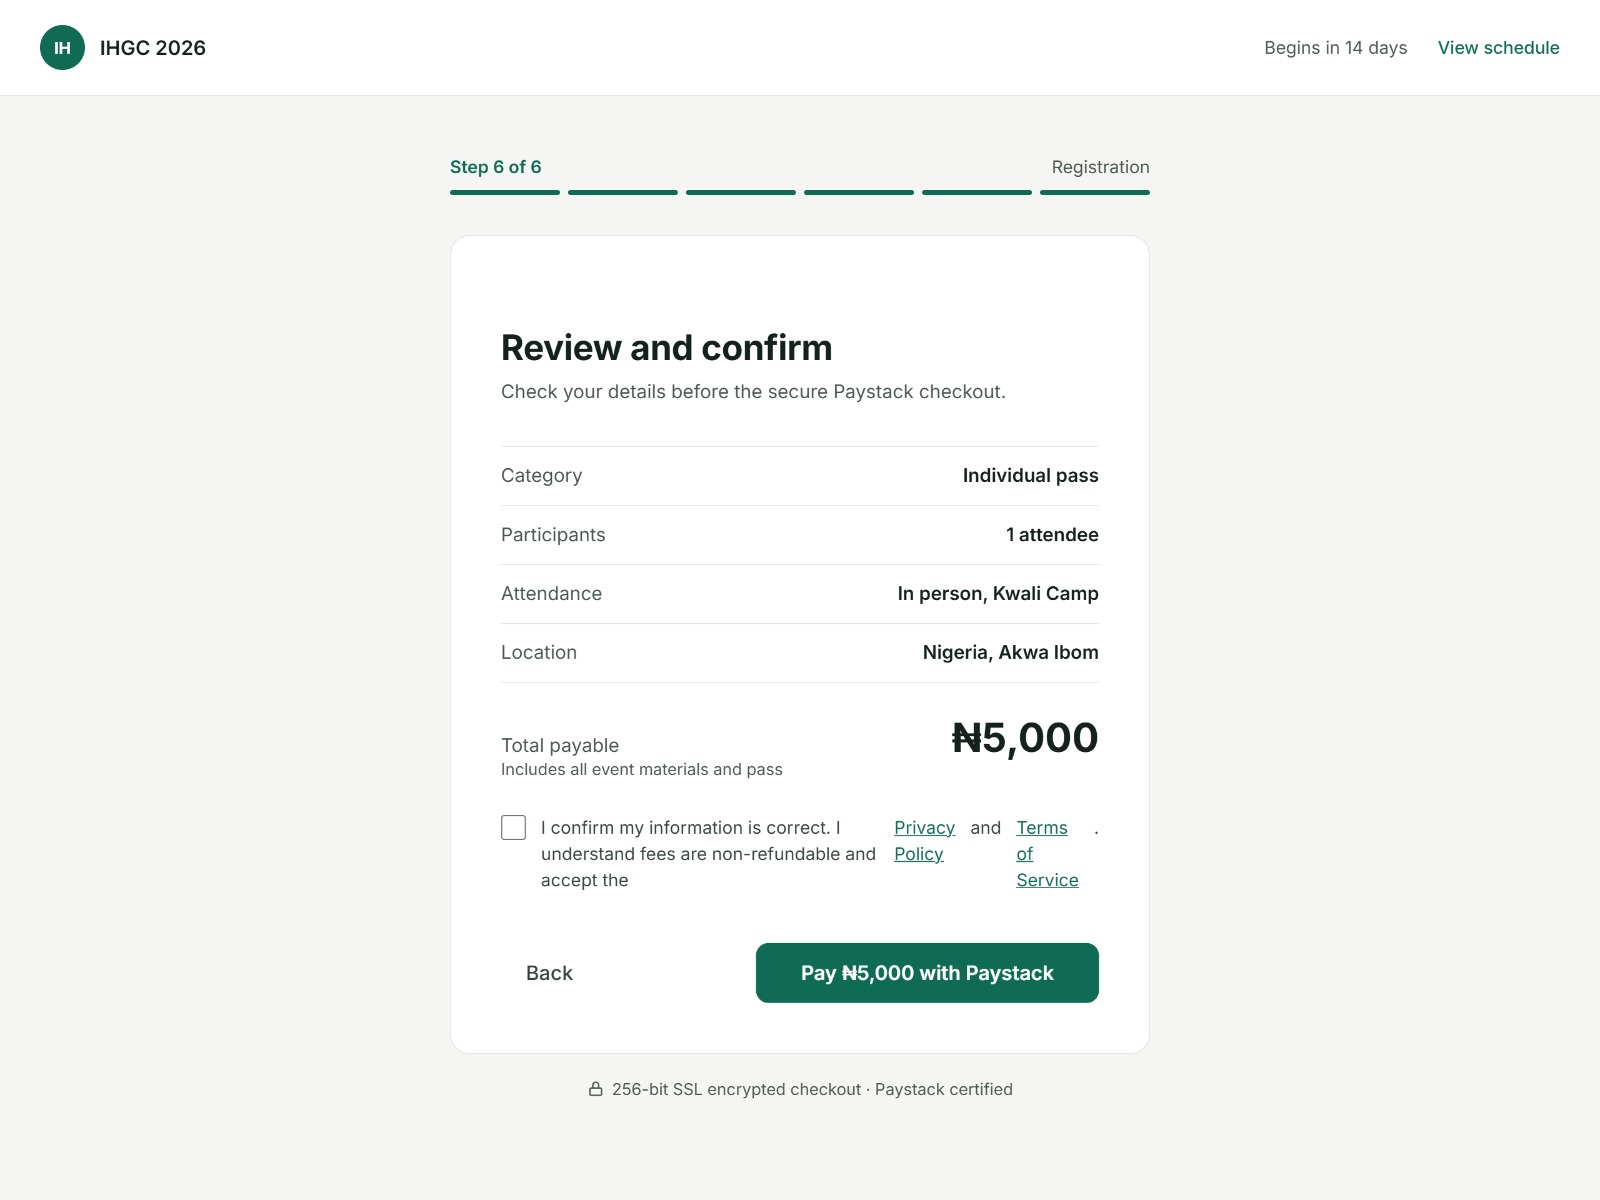 IH
IHGC 2026
Begins in 14 days
View schedule
Step 6 of 6
Registration
Review and confirm
Check your details before the secure Paystack checkout.
Category
Individual pass
Participants
1 attendee
Attendance
In person, Kwali Camp
Location
Nigeria, Akwa Ibom
Total payable
₦5,000
Includes all event materials and pass
I confirm my information is correct. I
understand fees are non-refundable and
accept the
Privacy
Policy
and
Terms
of
Service
.
Back
Pay ₦5,000 with Paystack
256-bit SSL encrypted checkout · Paystack certified